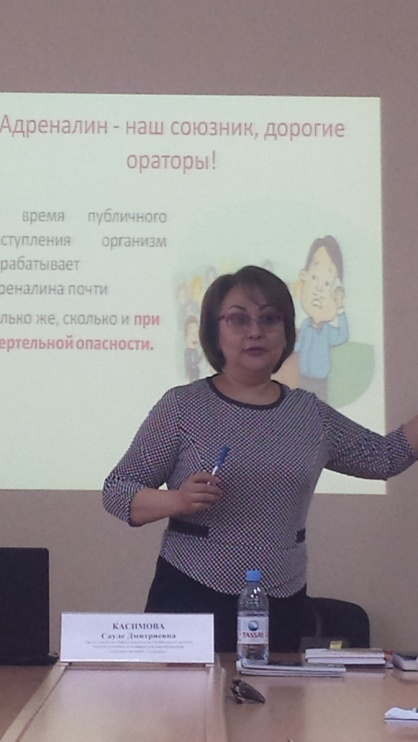 Адреналин - наш союзник, дорогие
ораторы!
время публичного
ступления организм
рабатывает
реналина почти
лько же, сколько и при
ертельной опасности.
КАСИМОВА
Сауле Дмитриевна
TASSAY